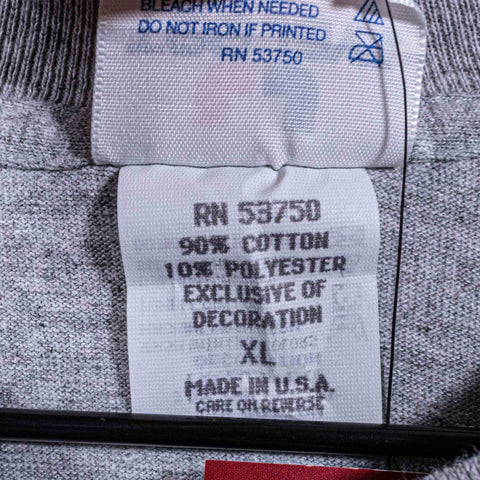 BLEACH WHEN NEEDED
DO NOT IRON IF PRINTED
RN 53750
RN 53750
90% COTTON
10% POLYESTER
EXCLUSIVE OF
DECORATION
XL
MADE IN U.S.A.
CARE ON REVERSE